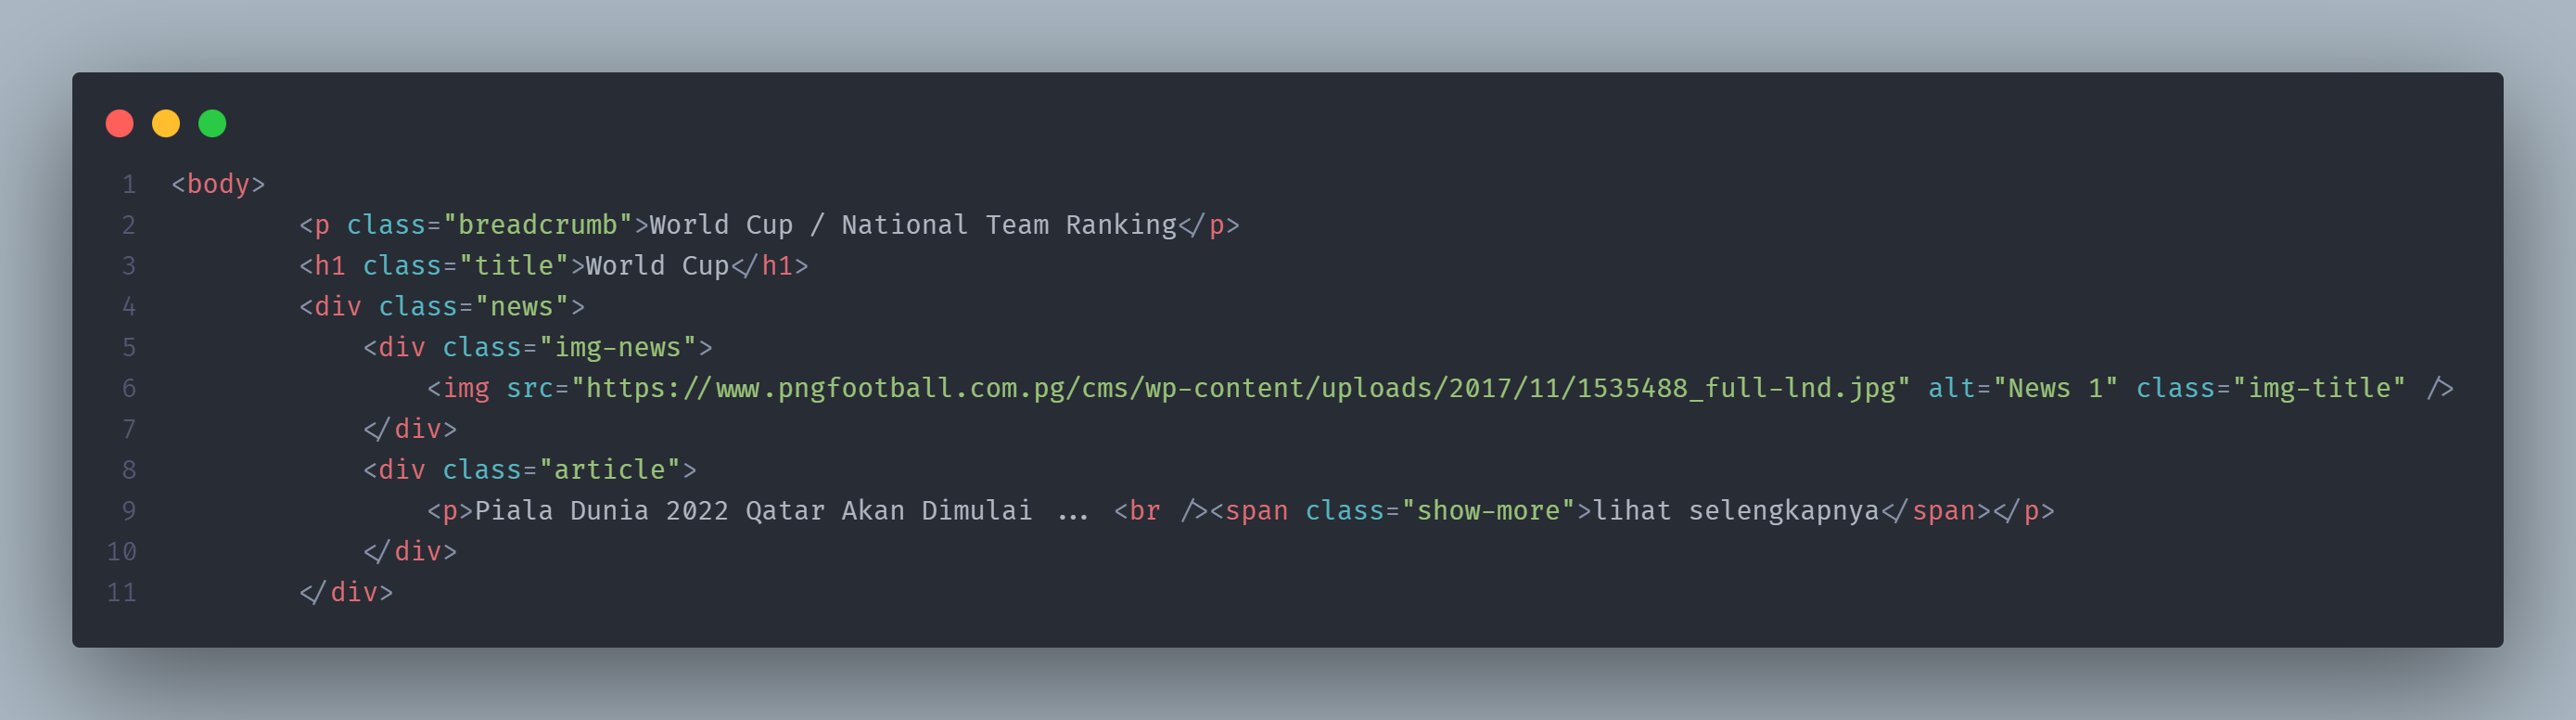 1 <body>
2 <p class="breadcrumb">World Cup / National Team Ranking</p>
3 <h1 class="title">World Cup</h1>
4 <div class="news">
5 <div class="img-news">
6 <img src="https://www.pngfootball.com.pg/cms/wp-content/uploads/2017/11/1535488_full-lnd.jpg" alt="News 1" class="img-title" />
7 </div>
8 <div class="article">
9 <p>Piala Dunia 2022 Qatar Akan Dimulai ... <br /><span class="show-more">lihat selengkapnya</span></p>
10 </div>
11 </div>